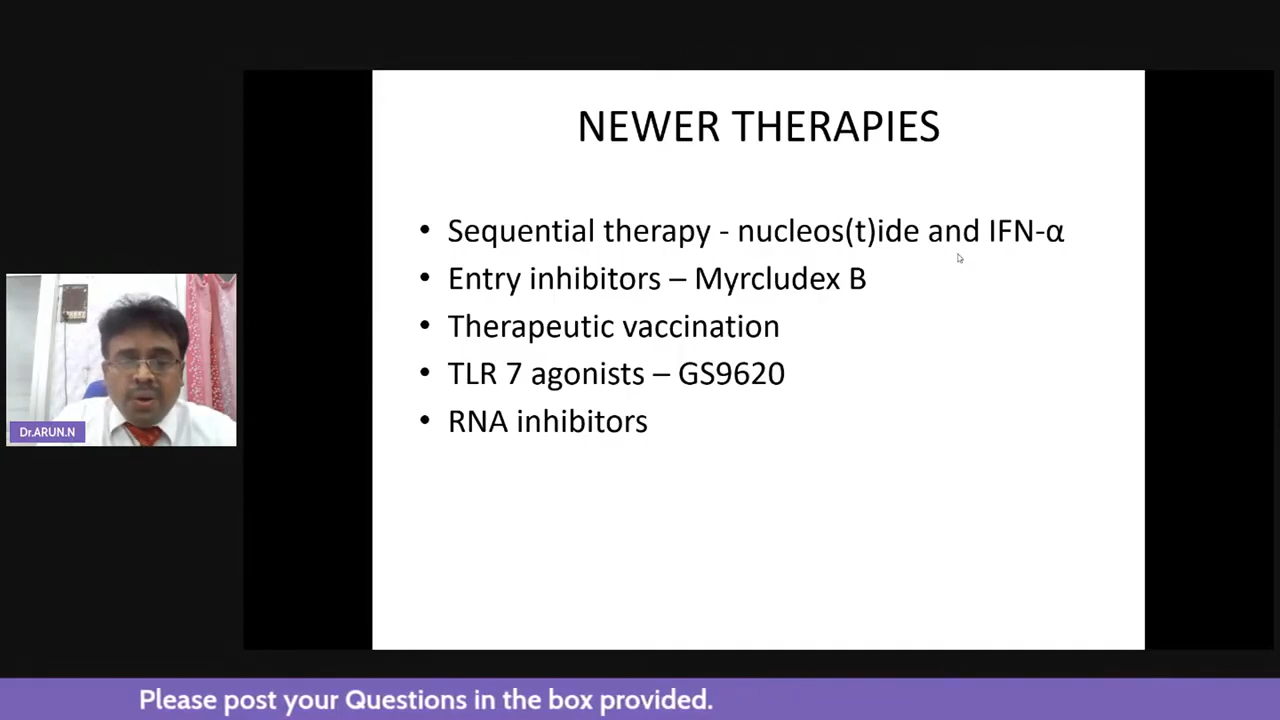 NEWER THERAPIES
• Sequential therapy - nucleos(t)ide and IFN-α
• Entry inhibitors – Myrcludex B
• Therapeutic vaccination
• TLR 7 agonists – GS9620
• RNA inhibitors
Dr.ARUN.N
Please post your Questions in the box provided.